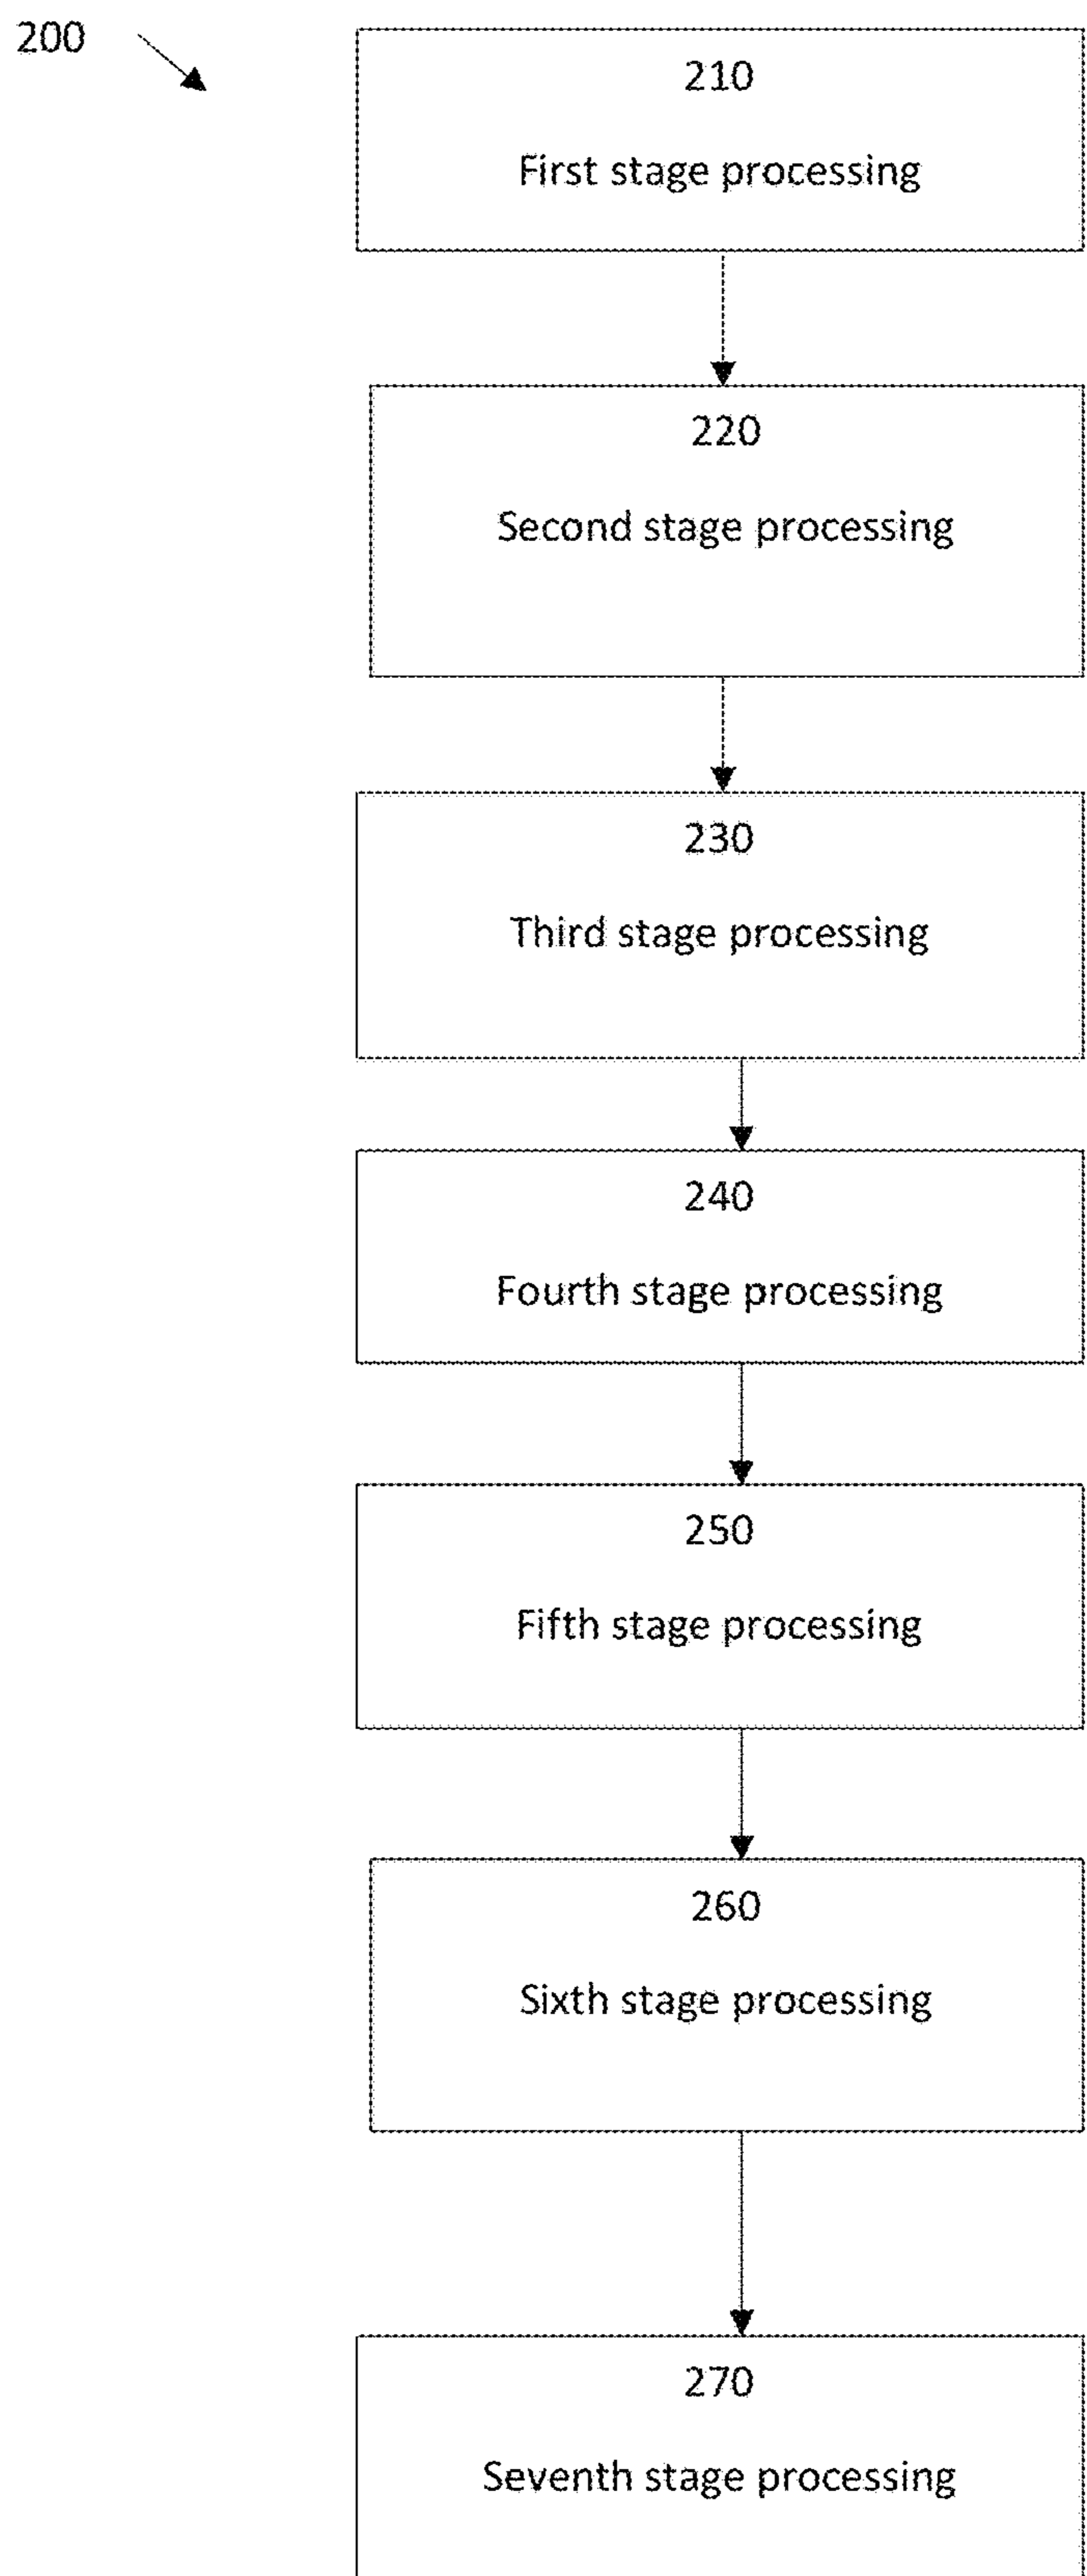 200
210
First stage processing
220
Second stage processing
230
Third stage processing
240
Fourth stage processing
250
Fifth stage processing
260
Sixth stage processing
270
Seventh stage processing